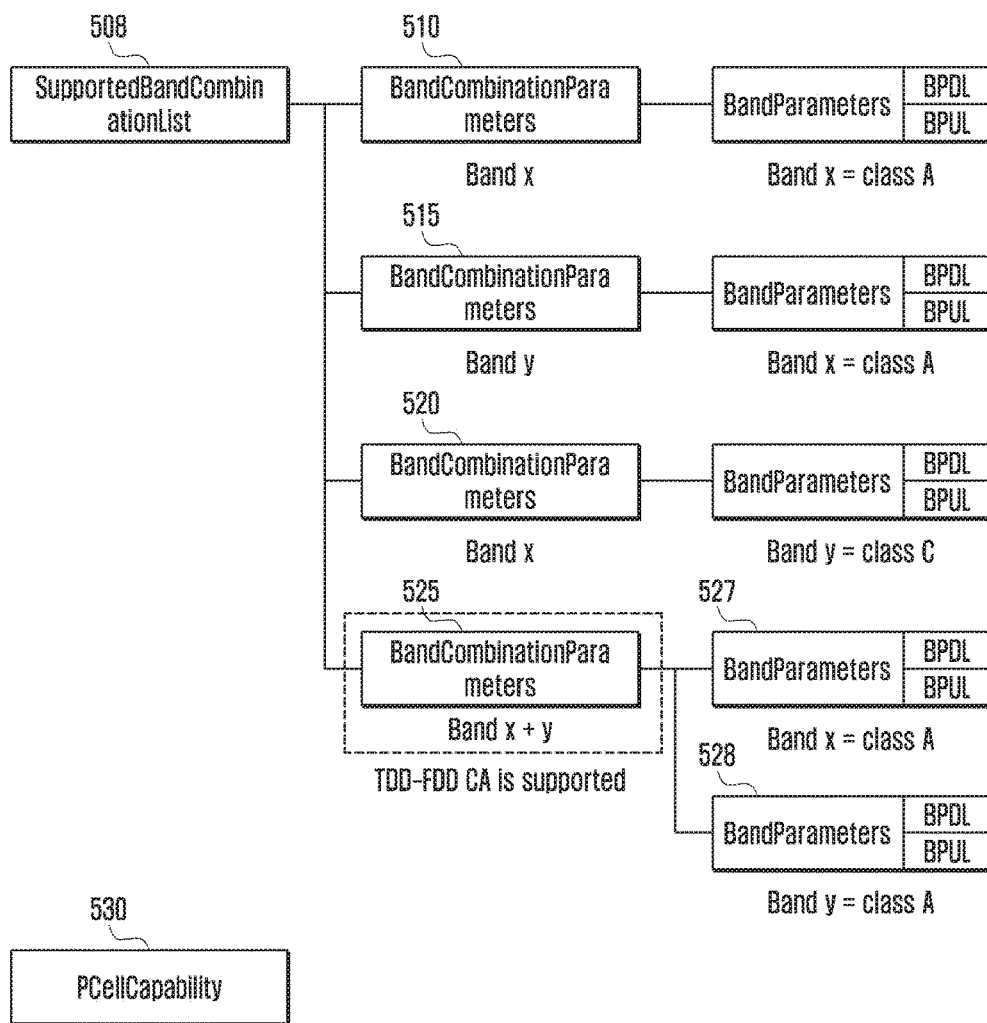 508
510
SupportedBandCombin
ationList
BandCombinationPara
meters
BandParameters
BPDL
BPUL
Band x
Band x = class A
515
BandCombinationPara
meters
BandParameters
BPDL
BPUL
Band y
Band x = class A
520
BandCombinationPara
meters
BandParameters
BPDL
BPUL
Band x
Band y = class C
525
527
BandCombinationPara
meters
BandParameters
BPDL
BPUL
Band x + y
Band x = class A
TDD-FDD CA is supported
528
BandParameters
BPDL
BPUL
Band y = class A
530
PCellCapability